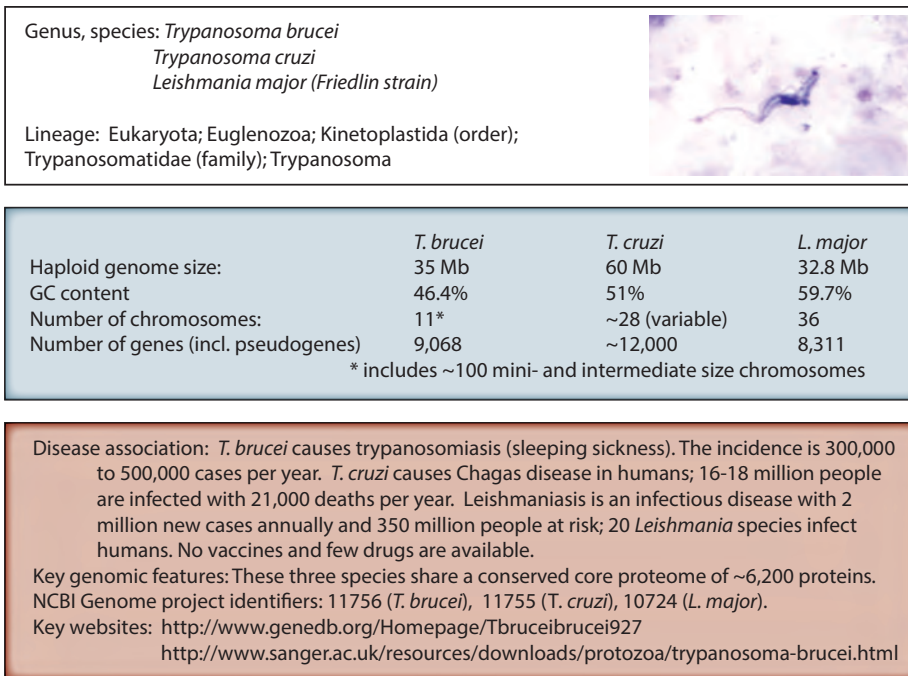 Genus, species: Trypanosoma brucei
Trypanosoma cruzi
Leishmania major (Friedlin strain)
Lineage: Eukaryota; Euglenozoa; Kinetoplastida (order);
Trypanosomatidae (family); Trypanosoma
T. brucei T. cruzi L. major
Haploid genome size: 35 Mb 60 Mb 32.8 Mb
GC content 46.4% 51% 59.7%
Number of chromosomes: 11* ~28 (variable) 36
Number of genes (incl. pseudogenes) 9,068 ~12,000 8,311
* includes ~100 mini- and intermediate size chromosomes
Disease association: T. brucei causes trypanosomiasis (sleeping sickness). The incidence is 300,000
to 500,000 cases per year. T. cruzi causes Chagas disease in humans; 16-18 million people
are infected with 21,000 deaths per year. Leishmaniasis is an infectious disease with 2
million new cases annually and 350 million people at risk; 20 Leishmania species infect
humans. No vaccines and few drugs are available.
Key genomic features: These three species share a conserved core proteome of ~6,200 proteins.
NCBI Genome project identifiers: 11756 (T. brucei), 11755 (T. cruzi), 10724 (L. major).
Key websites: http://www.genedb.org/Homepage/Tbruceibrucei927
http://www.sanger.ac.uk/resources/downloads/protozoa/trypanosoma-brucei.html